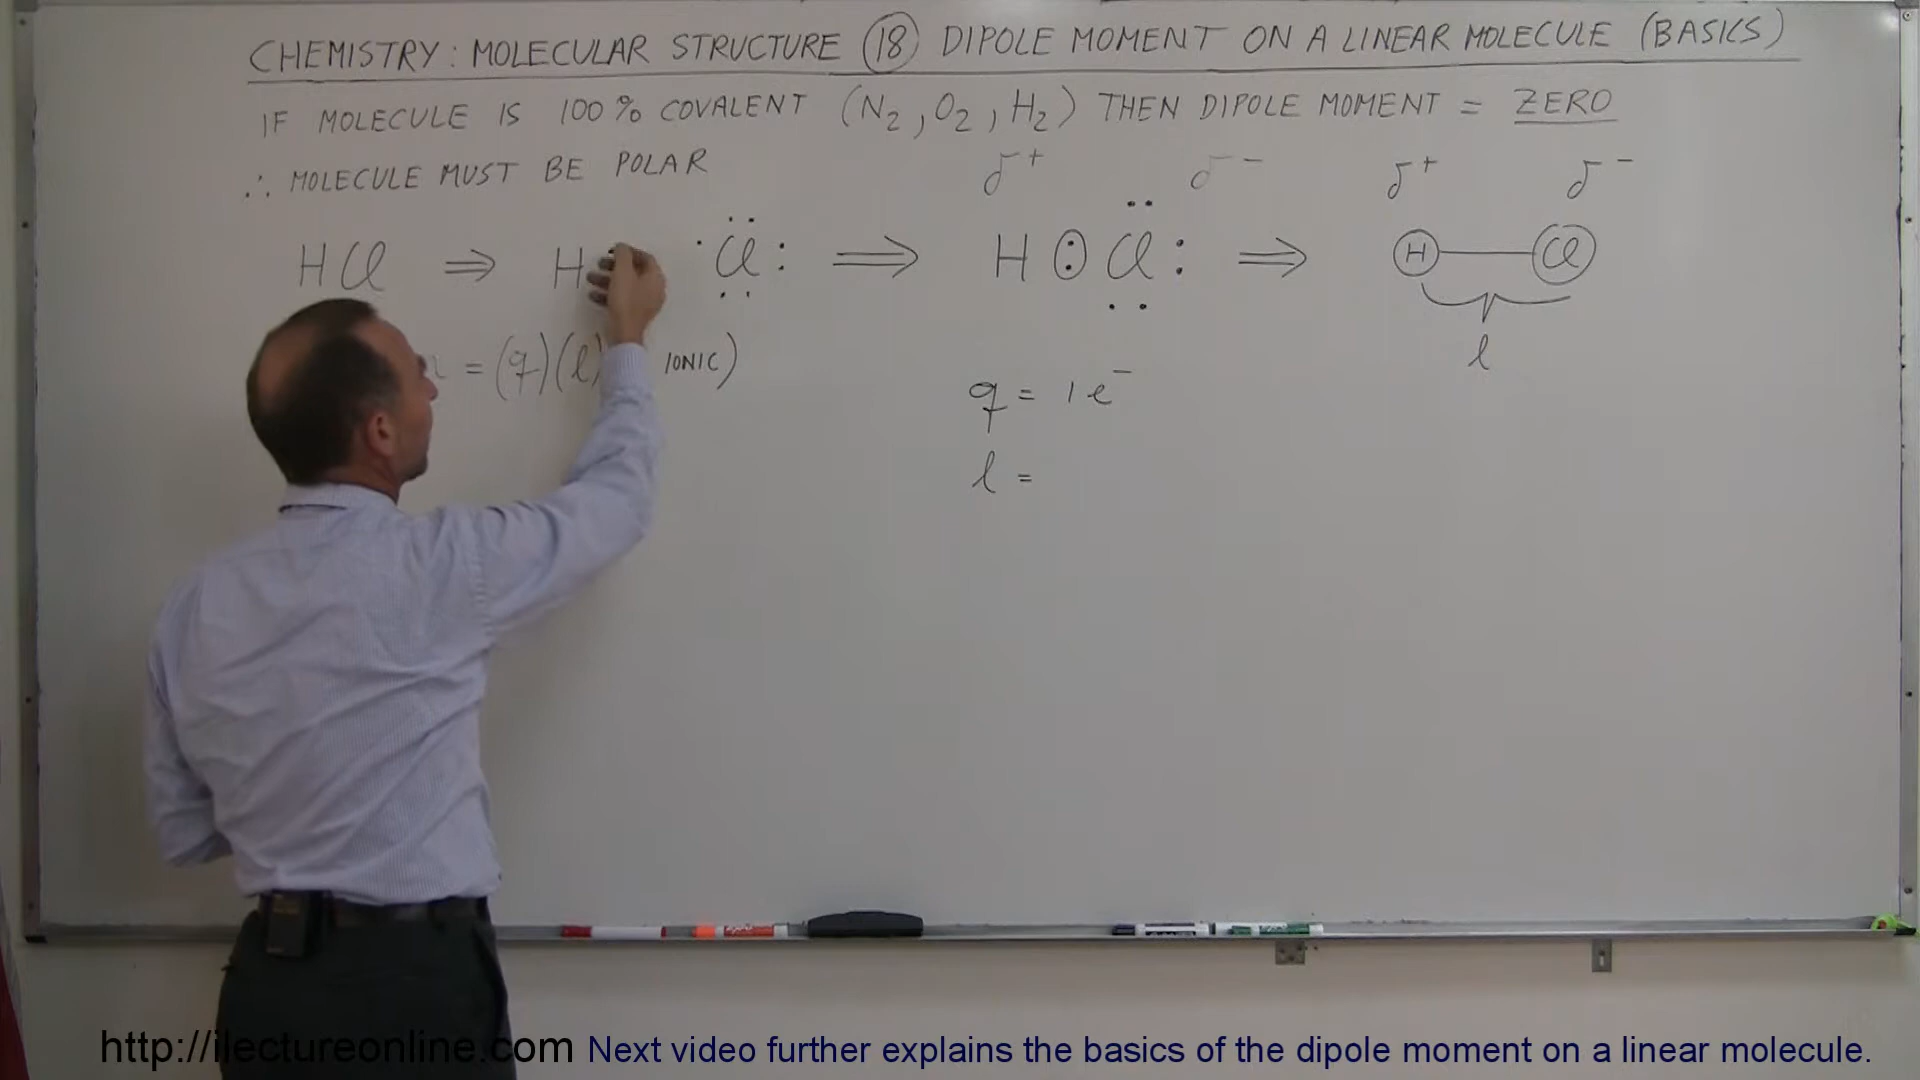 CHEMISTRY: MOLECULAR STRUCTURE 18 DIPOLE MOMENT ON A LINEAR MOLECULE (BASICS)
IF MOLECULE IS 100% COVALENT (N2, O2, H2) THEN DIPOLE MOMENT = ZERO
∴ MOLECULE MUST BE POLAR
δ+ δ- δ+ δ-
HCl ⇒ H Cl ⇒ H : Cl ⇒ H Cl
l
= (q)(l) IONIC)
q = 1e-
l =
http://ilectureonline.com Next video further explains the basics of the dipole moment on a linear molecule.